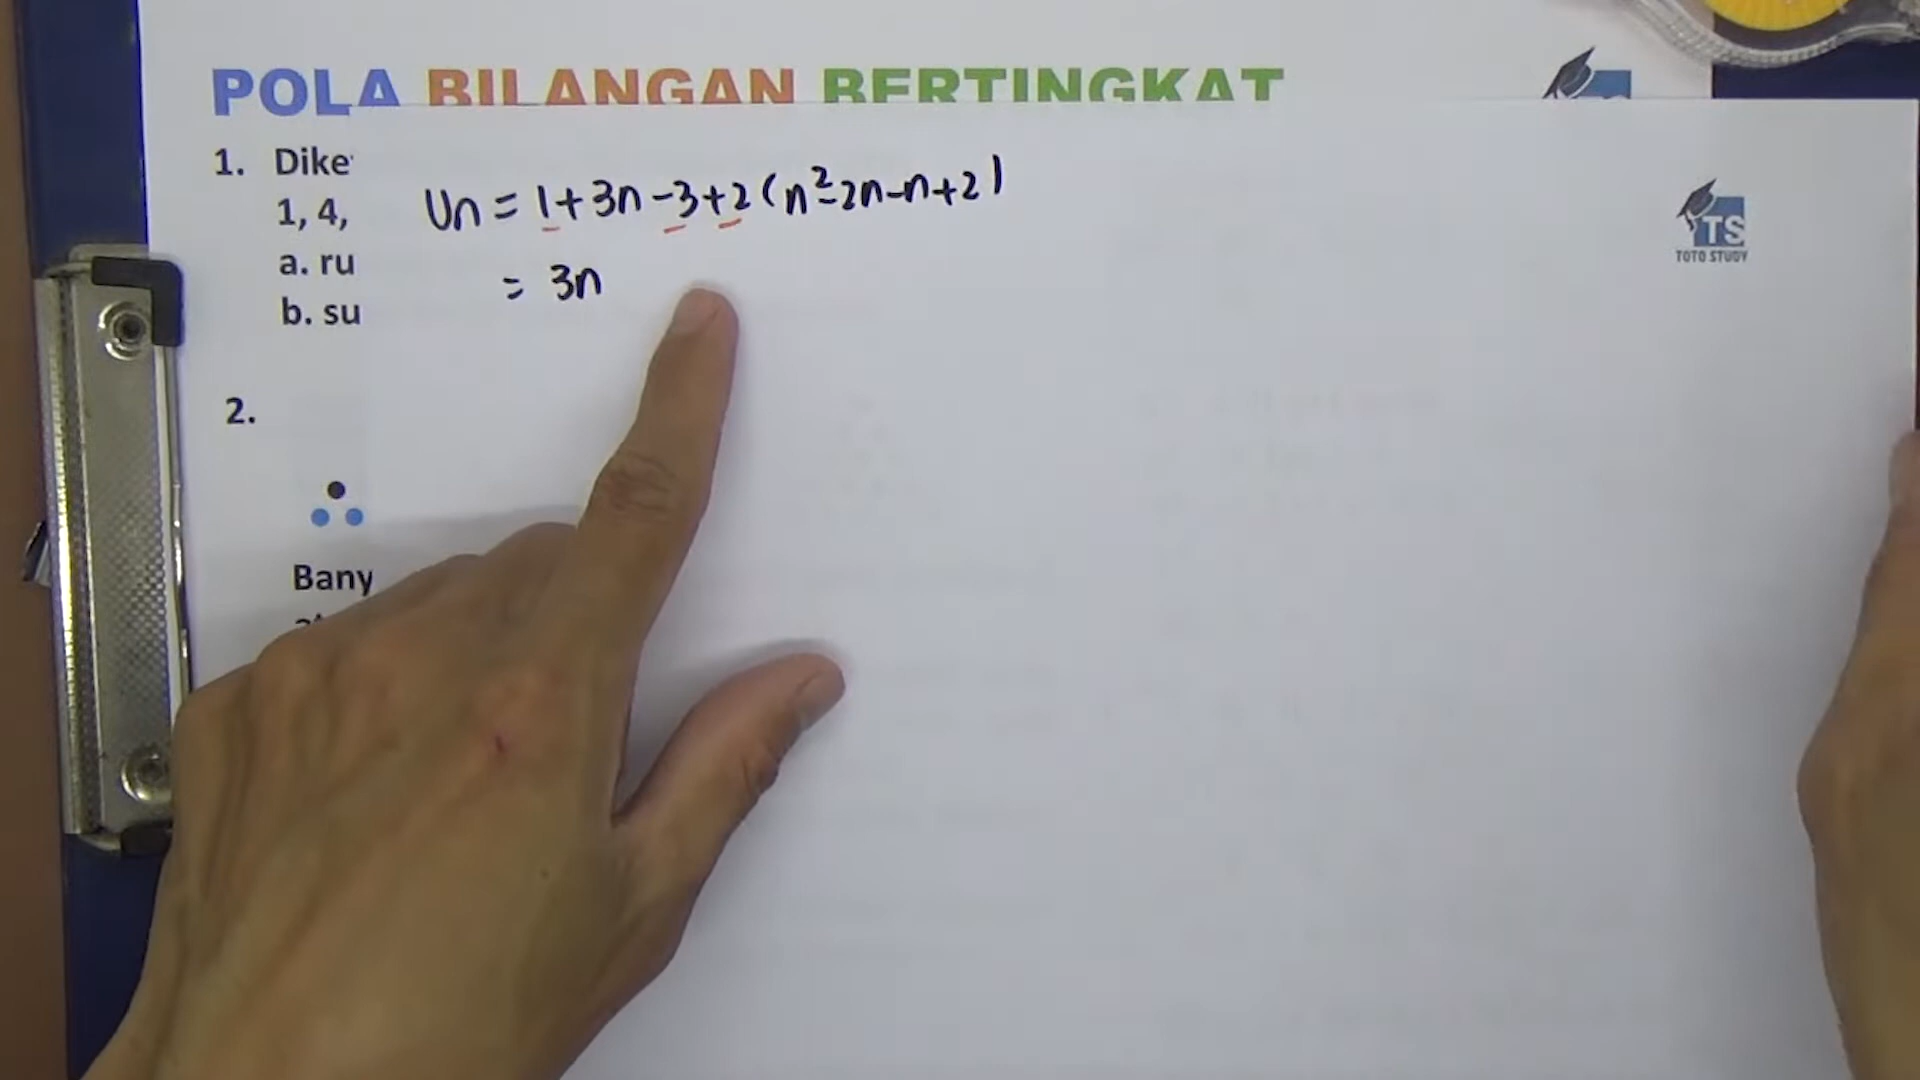 POLA BILANGAN BERTINGKAT
1. Dike
1, 4,
a. ru
b. su
Un = 1+3n-3+2(n²-2n-n+2)
= 3n
TS
TOTO STUDY
2.
Bany